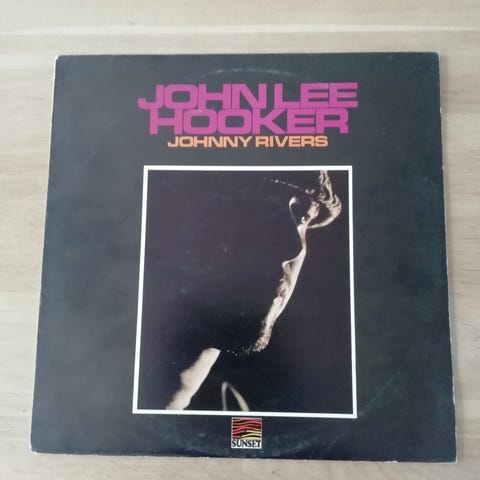 JOHN LEE
HOOKER
JOHNNY RIVERS
SUNSET